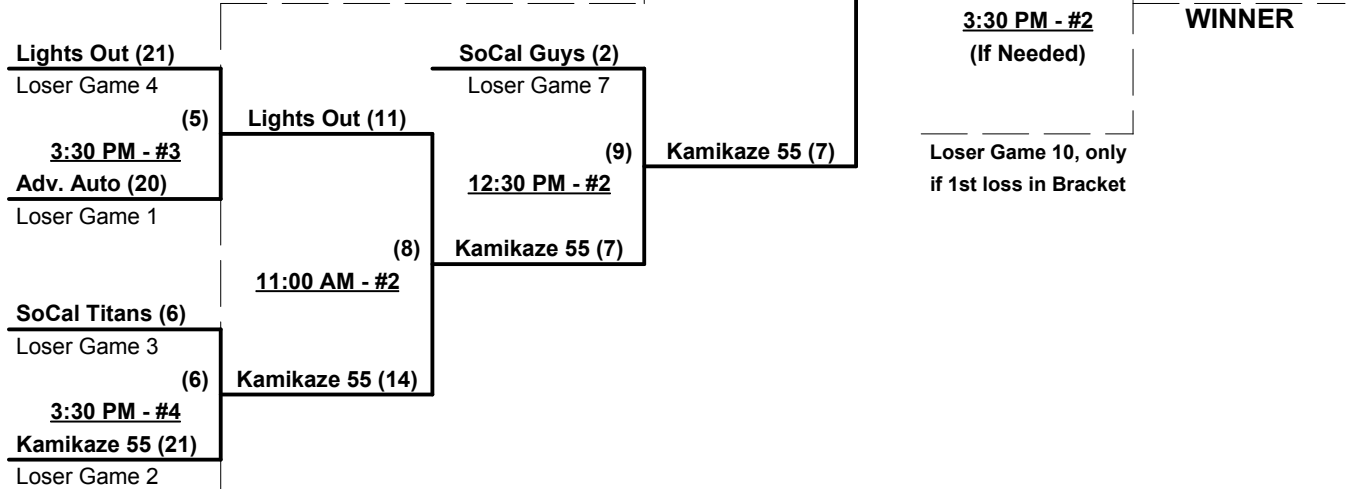 3:30 PM - #2
WINNER
(If Needed)
Lights Out (21)
Loser Game 4
SoCal Guys (2)
Loser Game 7
(5)
Lights Out (11)
3:30 PM - #3
(9)
Kamikaze 55 (7)
Loser Game 10, only
if 1st loss in Bracket
Adv. Auto (20)
Loser Game 1
12:30 PM - #2
(8)
Kamikaze 55 (7)
11:00 AM - #2
SoCal Titans (6)
Loser Game 3
(6)
Kamikaze 55 (14)
3:30 PM - #4
Kamikaze 55 (21)
Loser Game 2